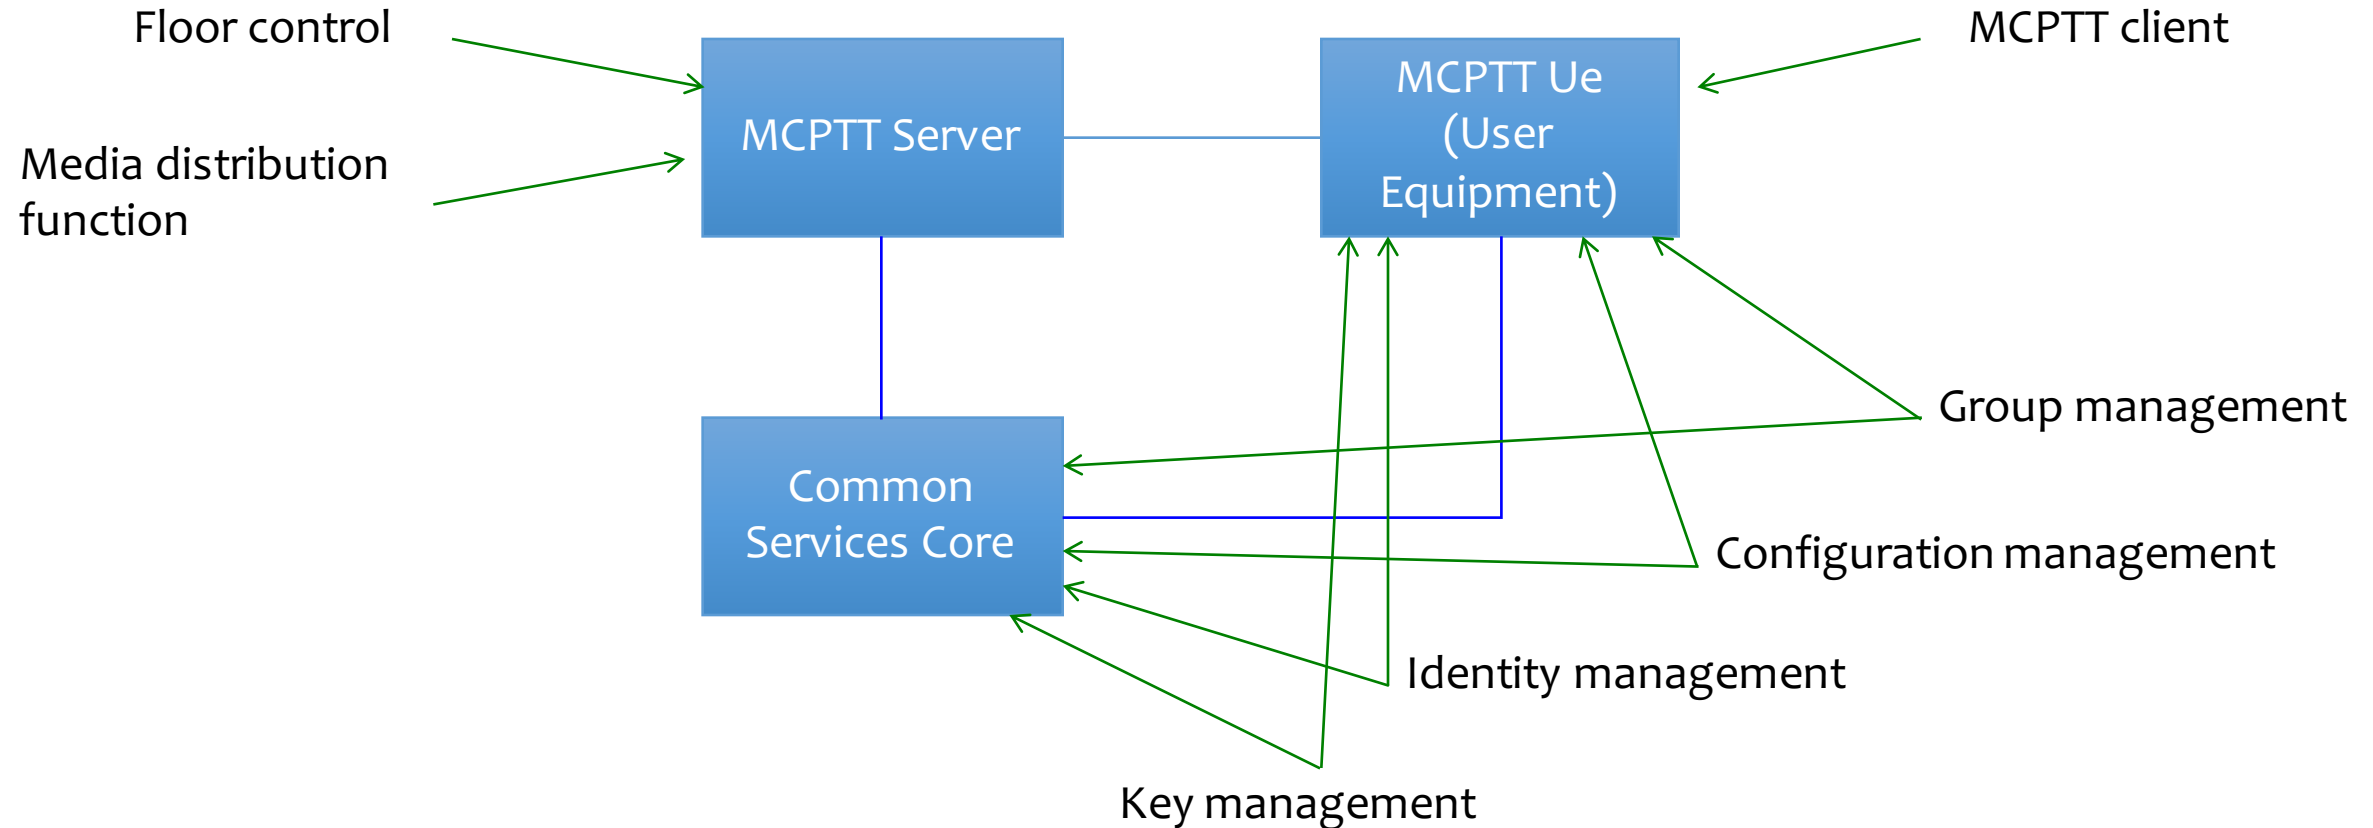 Floor control
MCPTT client
MCPTT Server
MCPTT Ue
(User
Equipment)
Media distribution
function
Group management
Common
Services Core
Configuration management
Identity management
Key management